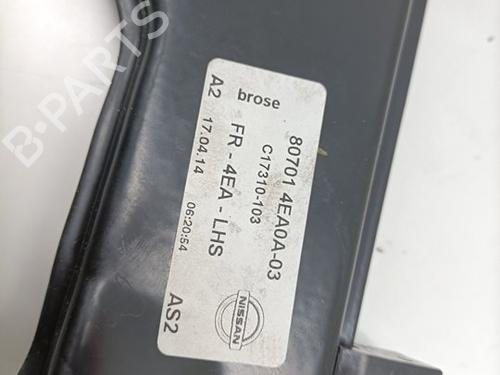 brose
80701 4EA0A-03
C17310-103
A2
FR - 4EA - LHS
17.04.14
06:20:54
AS2
NISSAN
B-PARTS